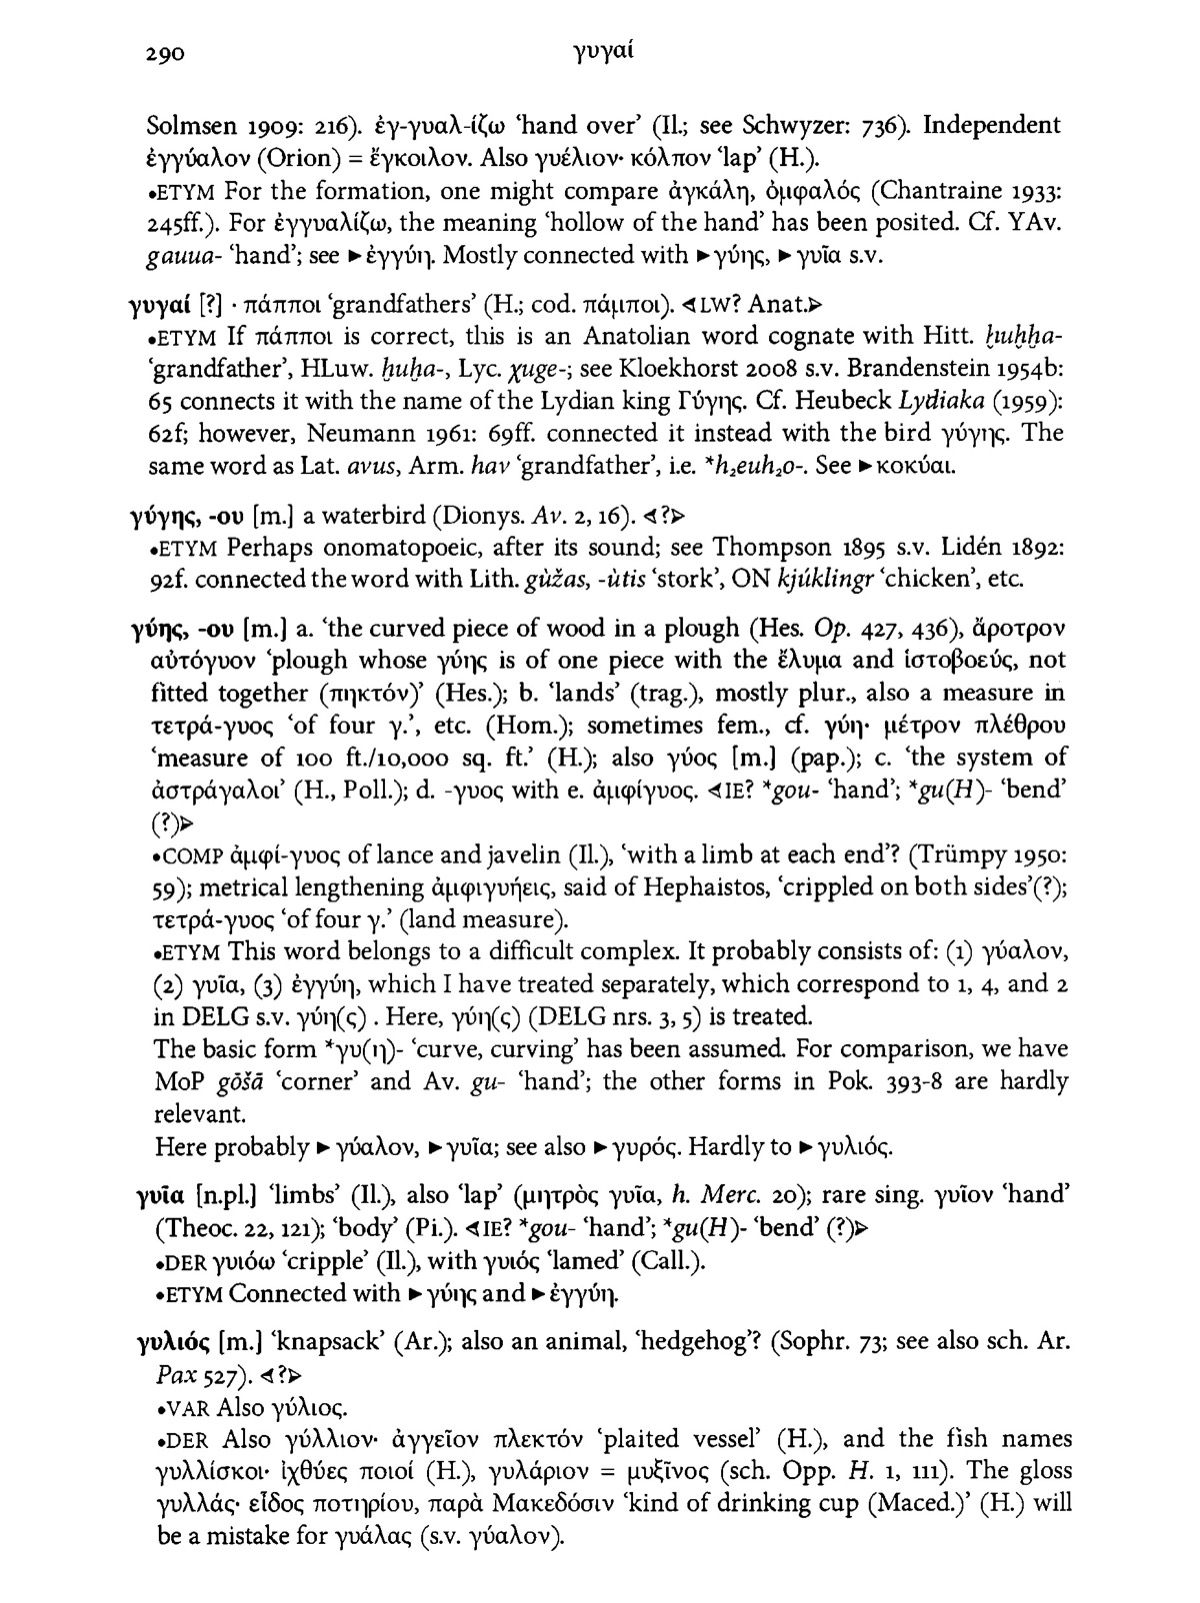 290
γυγαί
Solmsen 1909: 216). ἐγ-γυαλ-ίζω ‘hand over’ (Il.; see Schwyzer: 736). Independent
ἐγγύαλον (Orion) = ἔγκοιλον. Also γυέλιον· κόλπον ‘lap’ (H.).
•ETYM For the formation, one might compare ἀγκάλη, ὀμφαλός (Chantraine 1933:
245ff.). For ἐγγυαλίζω, the meaning ‘hollow of the hand’ has been posited. Cf. YAv.
gauua- ‘hand’; see ►ἐγγύη. Mostly connected with ►γύης, ►γυῖα s.v.
γυγαί [?] · πάπποι ‘grandfathers’ (H.; cod. πάμποι). ⋖LW? Anat.⋗
•ETYM If πάπποι is correct, this is an Anatolian word cognate with Hitt. ḫuḫḫa-
‘grandfather’, HLuw. ḫuḫa-, Lyc. χuge-; see Kloekhorst 2008 s.v. Brandenstein 1954b:
65 connects it with the name of the Lydian king Γύγης. Cf. Heubeck Lydiaka (1959):
62f; however, Neumann 1961: 69ff. connected it instead with the bird γύγης. The
same word as Lat. avus, Arm. hav ‘grandfather’, i.e. *h₂euh₂o-. See ►κοκύαι.
γύγης, -ου [m.] a waterbird (Dionys. Av. 2, 16). ⋖?⋗
•ETYM Perhaps onomatopoeic, after its sound; see Thompson 1895 s.v. Lidén 1892:
92f. connected the word with Lith. gùžas, -ùtis ‘stork’, ON kjúklingr ‘chicken’, etc.
γύης, -ου [m.] a. ‘the curved piece of wood in a plough (Hes. Op. 427, 436), ἄροτρον
αὐτόγυον ‘plough whose γύης is of one piece with the ἔλυμα and ἱστοβοεύς, not
fitted together (πηκτόν)’ (Hes.); b. ‘lands’ (trag.), mostly plur., also a measure in
τετρά-γυος ‘of four γ.’, etc. (Hom.); sometimes fem., cf. γύη· μέτρον πλέθρου
‘measure of 100 ft./10,000 sq. ft.’ (H.); also γύος [m.] (pap.); c. ‘the system of
ἀστράγαλοι’ (H., Poll.); d. -γυος with e. ἀμφίγυος. ⋖IE? *gou- ‘hand’; *gu(H)- ‘bend’
(?)⋗
•COMP ἀμφί-γυος of lance and javelin (Il.), ‘with a limb at each end’? (Trümpy 1950:
59); metrical lengthening ἀμφιγυήεις, said of Hephaistos, ‘crippled on both sides’(?);
τετρά-γυος ‘of four γ.’ (land measure).
•ETYM This word belongs to a difficult complex. It probably consists of: (1) γύαλον,
(2) γυῖα, (3) ἐγγύη, which I have treated separately, which correspond to 1, 4, and 2
in DELG s.v. γύη(ς) . Here, γύη(ς) (DELG nrs. 3, 5) is treated.
The basic form *γυ(η)- ‘curve, curving’ has been assumed. For comparison, we have
MoP gōšā ‘corner’ and Av. gu- ‘hand’; the other forms in Pok. 393-8 are hardly
relevant.
Here probably ►γύαλον, ►γυῖα; see also ►γυρός. Hardly to ►γυλιός.
γυῖα [n.pl.] ‘limbs’ (Il.), also ‘lap’ (μητρὸς γυῖα, h. Merc. 20); rare sing. γυῖον ‘hand’
(Theoc. 22, 121); ‘body’ (Pi.). ⋖IE? *gou- ‘hand’; *gu(H)- ‘bend’ (?)⋗
•DER γυιόω ‘cripple’ (Il.), with γυιός ‘lamed’ (Call.).
•ETYM Connected with ►γύης and ►ἐγγύη.
γυλιός [m.] ‘knapsack’ (Ar.); also an animal, ‘hedgehog’? (Sophr. 73; see also sch. Ar.
Pax 527). ⋖?⋗
•VAR Also γύλιος.
•DER Also γύλλιον· ἀγγεῖον πλεκτόν ‘plaited vessel’ (H.), and the fish names
γυλλίσκοι· ἰχθύες ποιοί (H.), γυλάριον = μυξῖνος (sch. Opp. H. 1, 111). The gloss
γυλλάς· εἶδος ποτηρίου, παρὰ Μακεδόσιν ‘kind of drinking cup (Maced.)’ (H.) will
be a mistake for γυάλας (s.v. γύαλον).